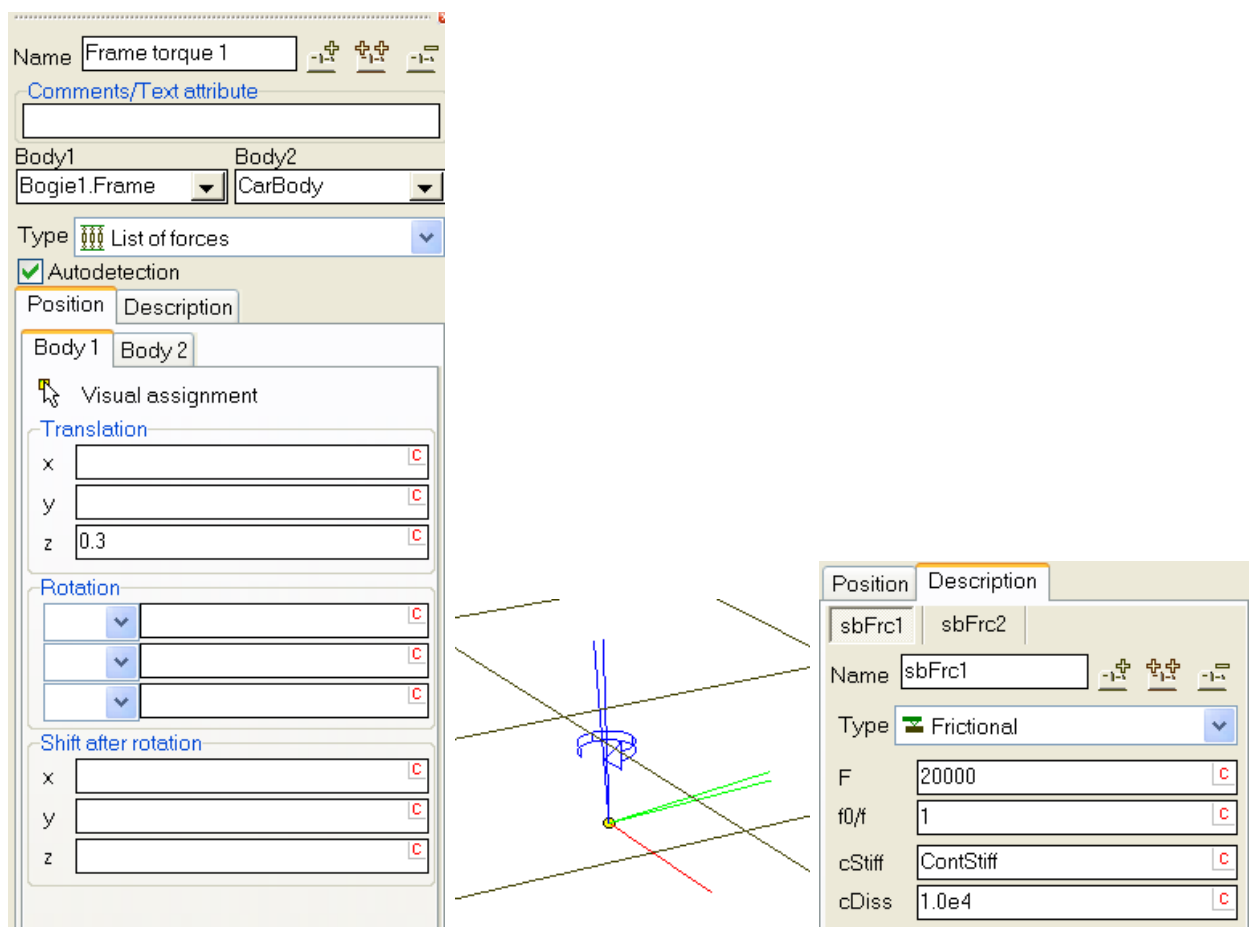 Name Frame torque 1
Comments/Text attribute
Body1 Body2
Bogie1.Frame CarBody
Type List of forces
Autodetection
Position Description
Body 1 Body 2
Visual assignment
Translation
x C
y C
z 0.3 C
Rotation
C
C
C
Shift after rotation
x C
y C
z C
Position Description
sbFrc1 sbFrc2
Name sbFrc1
Type Frictional
F 20000 C
f0/f 1 C
cStiff ContStiff C
cDiss 1.0e4 C